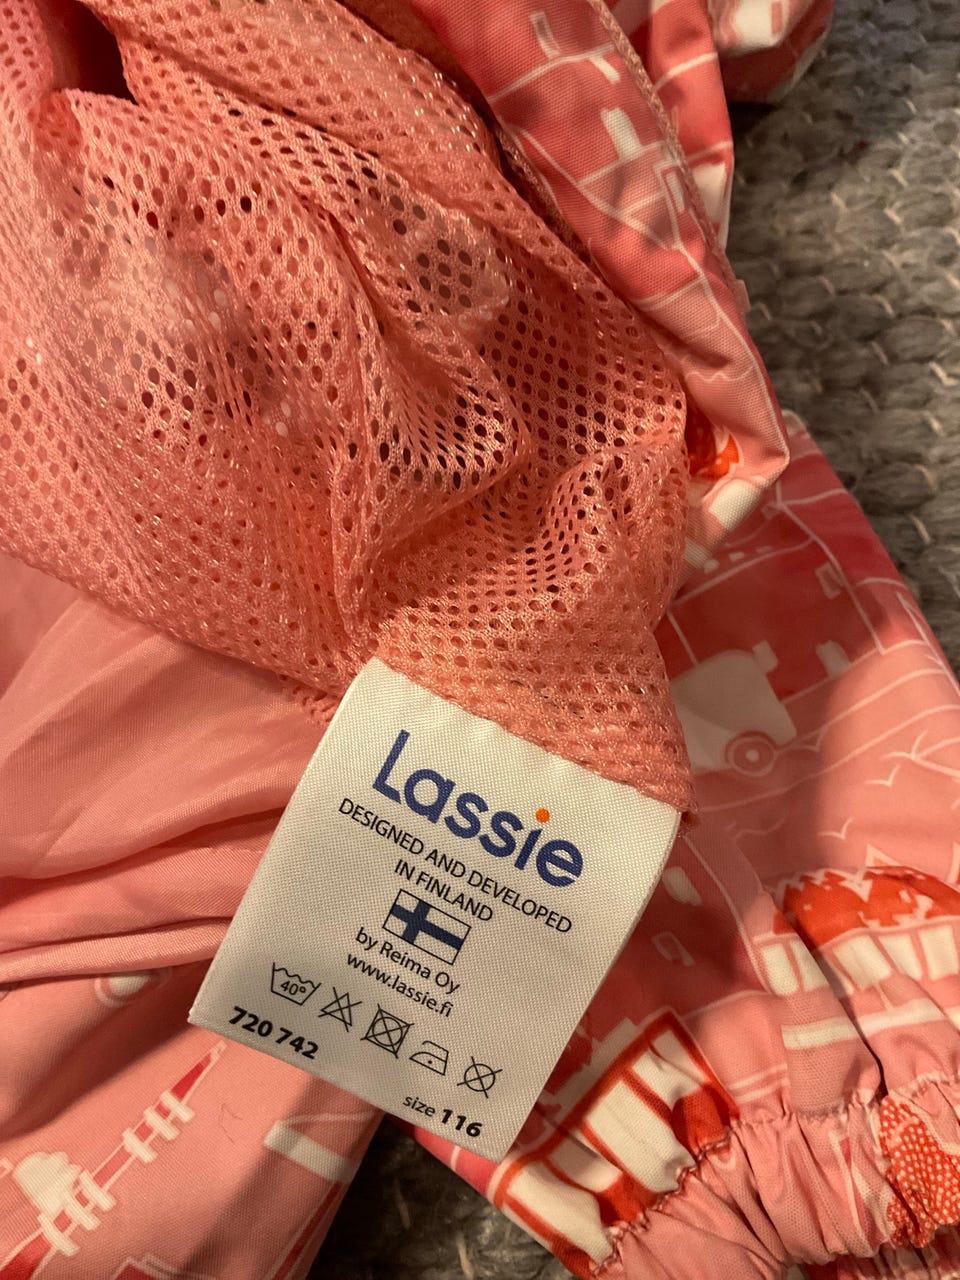 Lassie
DESIGNED AND DEVELOPED
IN FINLAND
by Reima Oy
www.lassie.fi
40°
720 742
size 116